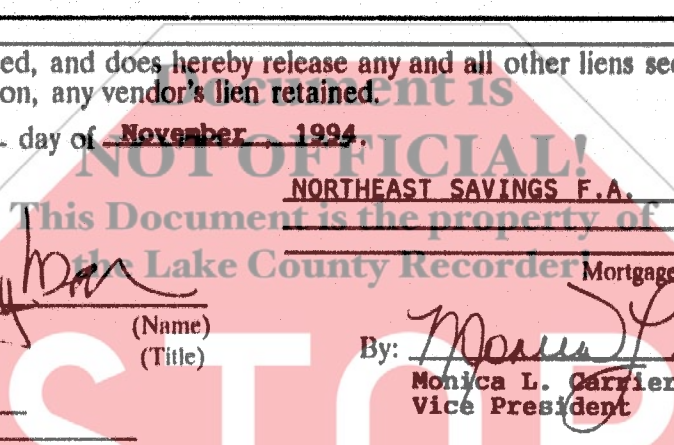 ed, and does hereby release any and all other liens sec
on, any vendor's lien retained.
Document is
day of November, 1994.
NOT OFFICIAL!
NORTHEAST SAVINGS F.A.
This Document is the property of
the Lake County Recorder!
Mortgage
(Name)
(Title)
By:
Monica L. Carrier
Vice President
STOP